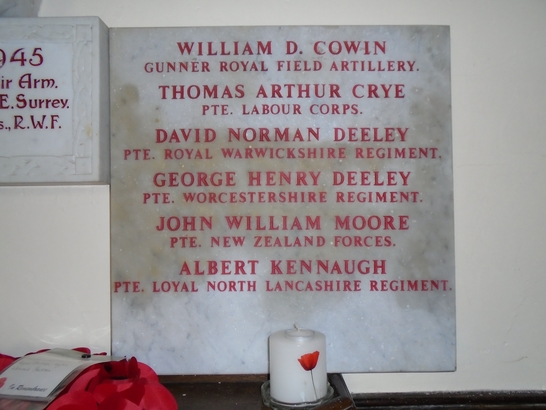 1945
ir Arm.
E. Surrey.
s., R.W.F.
WILLIAM D. COWIN
GUNNER ROYAL FIELD ARTILLERY.
THOMAS ARTHUR CRYE
PTE. LABOUR CORPS.
DAVID NORMAN DEELEY
PTE. ROYAL WARWICKSHIRE REGIMENT.
GEORGE HENRY DEELEY
PTE. WORCESTERSHIRE REGIMENT.
JOHN WILLIAM MOORE
PTE. NEW ZEALAND FORCES.
ALBERT KENNAUGH
PTE. LOYAL NORTH LANCASHIRE REGIMENT.